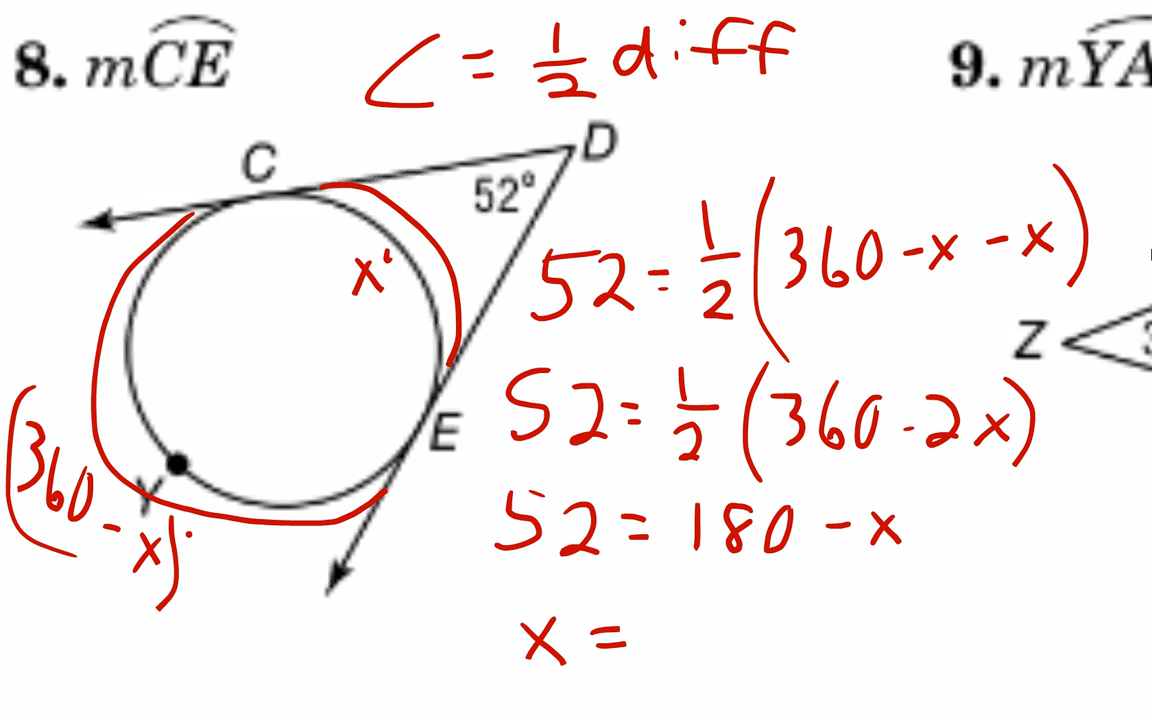 8. mCE
∠ = 1/2 diff
9. mYA
C
D
52°
x°
52 = 1/2 (360 - x - x)
Z
3
E
52 = 1/2 (360 - 2x)
(360 - x)°
Y
52 = 180 - x
x =